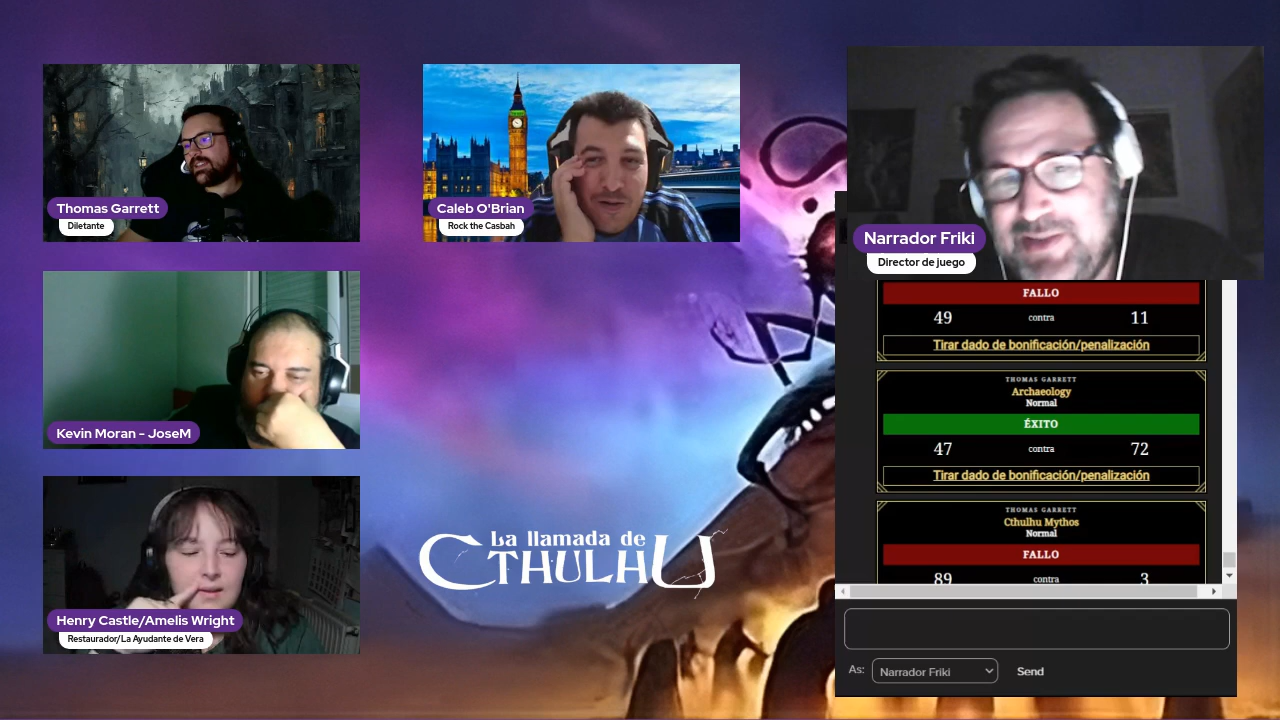 Thomas Garrett
Diletante
Caleb O'Brian
Rock the Casbah
Narrador Friki
Director de juego
Kevin Moran - JoseM
Henry Castle/Amelis Wright
Restaurador/La Ayudante de Vera
La llamada de
CTHULHU
FALLO
49 contra 11
Tirar dado de bonificación/penalización
THOMAS GARRETT
Archaeology
Normal
ÉXITO
47 contra 72
Tirar dado de bonificación/penalización
THOMAS GARRETT
Cthulhu Mythos
Normal
FALLO
89 contra 3
As: Narrador Friki Send